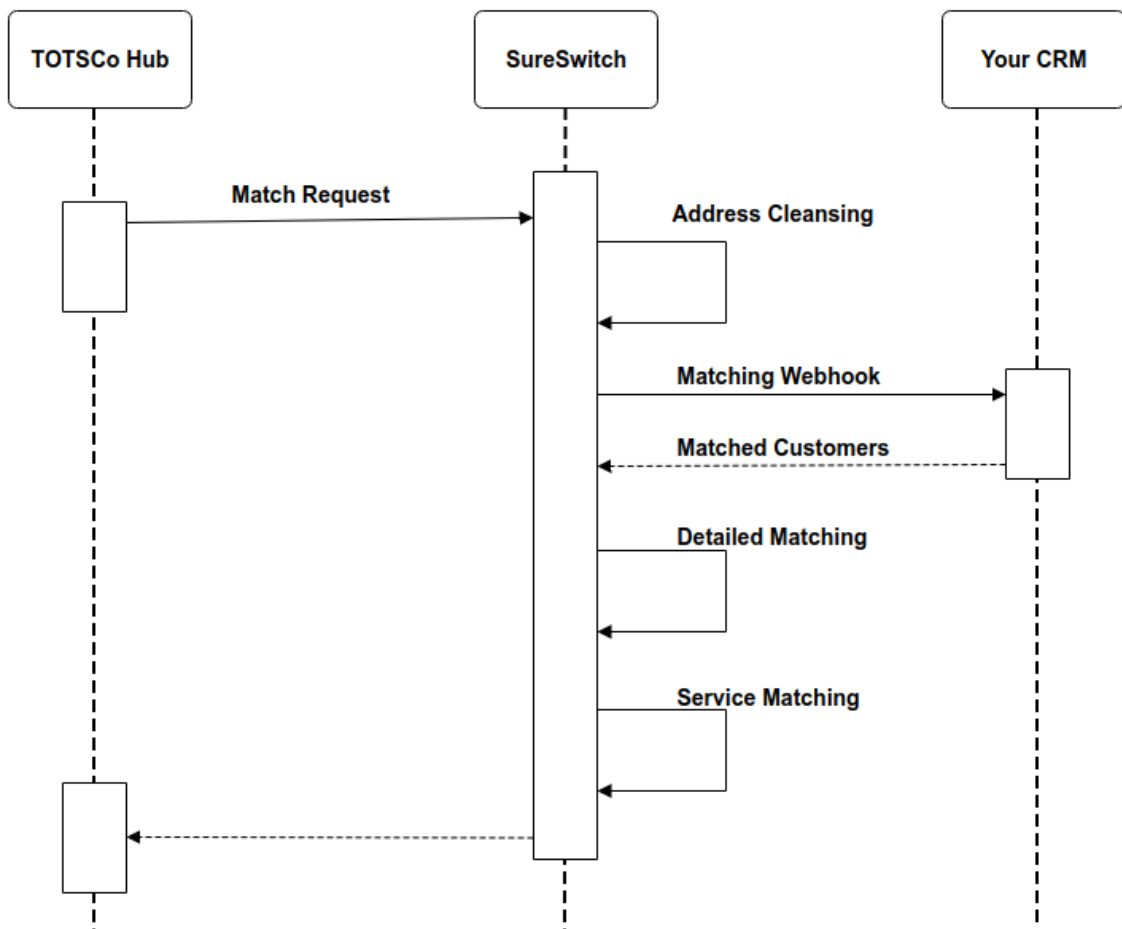 TOTSCo Hub
SureSwitch
Your CRM
Match Request
Address Cleansing
Matching Webhook
Matched Customers
Detailed Matching
Service Matching